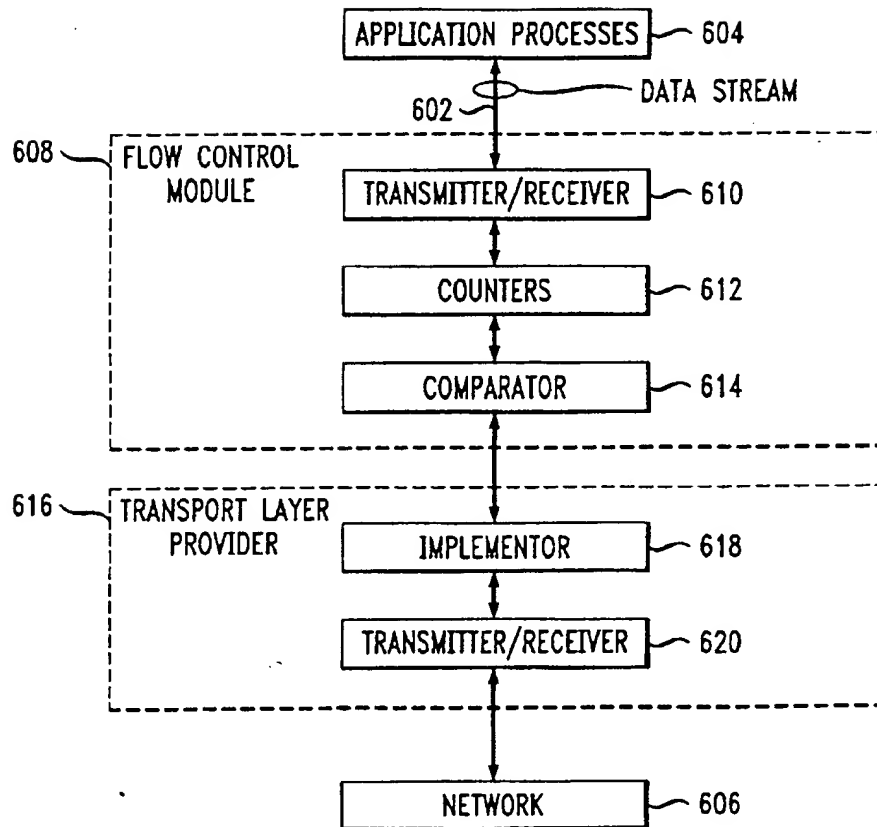 APPLICATION PROCESSES 604
602 DATA STREAM
608 FLOW CONTROL
MODULE
TRANSMITTER/RECEIVER 610
COUNTERS 612
COMPARATOR 614
616 TRANSPORT LAYER
PROVIDER
IMPLEMENTOR 618
TRANSMITTER/RECEIVER 620
NETWORK 606